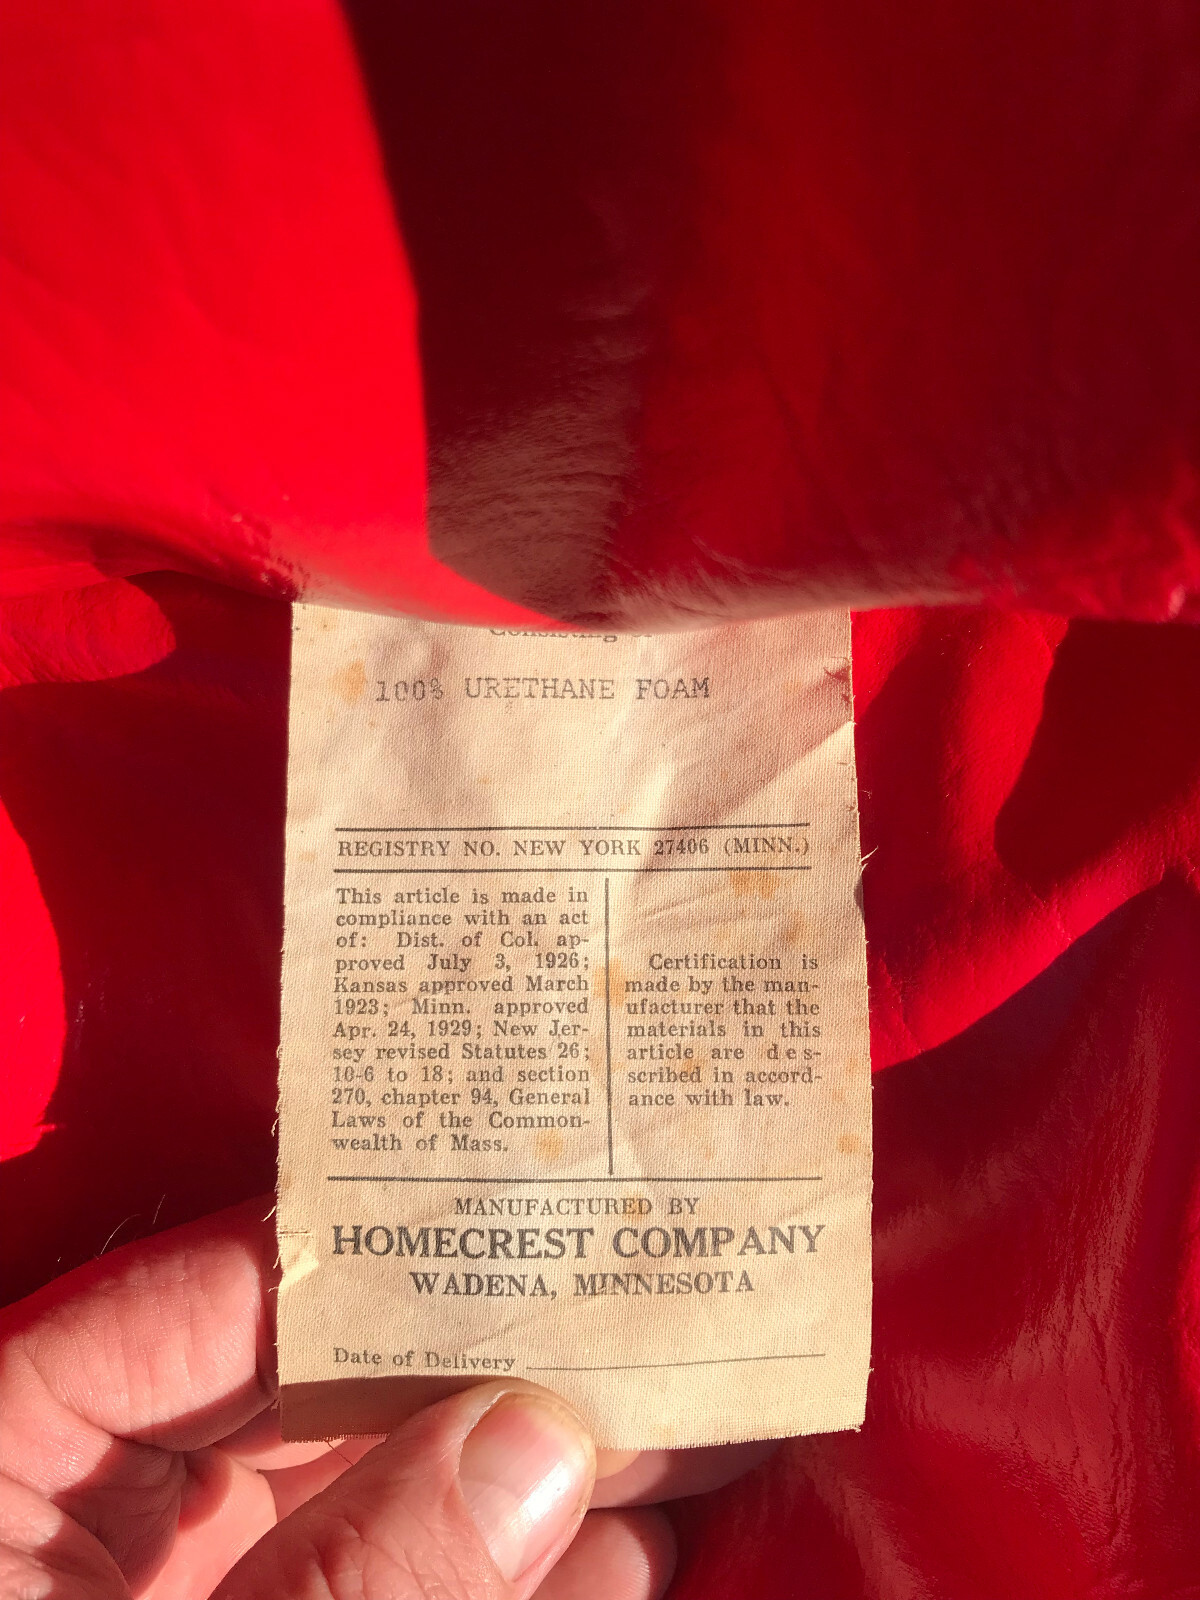 Consisting of
100% URETHANE FOAM
REGISTRY NO. NEW YORK 27406 (MINN.)
This article is made in
compliance with an act
of: Dist. of Col. ap-
proved July 3, 1926;
Kansas approved March
1923; Minn. approved
Apr. 24, 1929; New Jer-
sey revised Statutes 26;
10-6 to 18; and section
270, chapter 94, General
Laws of the Common-
wealth of Mass.
Certification is
made by the man-
ufacturer that the
materials in this
article are des-
scribed in accord-
ance with law.
MANUFACTURED BY
HOMECREST COMPANY
WADENA, MINNESOTA
Date of Delivery